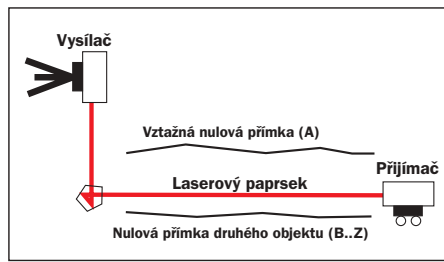 Vysílač
Vztažná nulová přímka (A)
Přijímač
Laserový paprsek
Nulová přímka druhého objektu (B..Z)